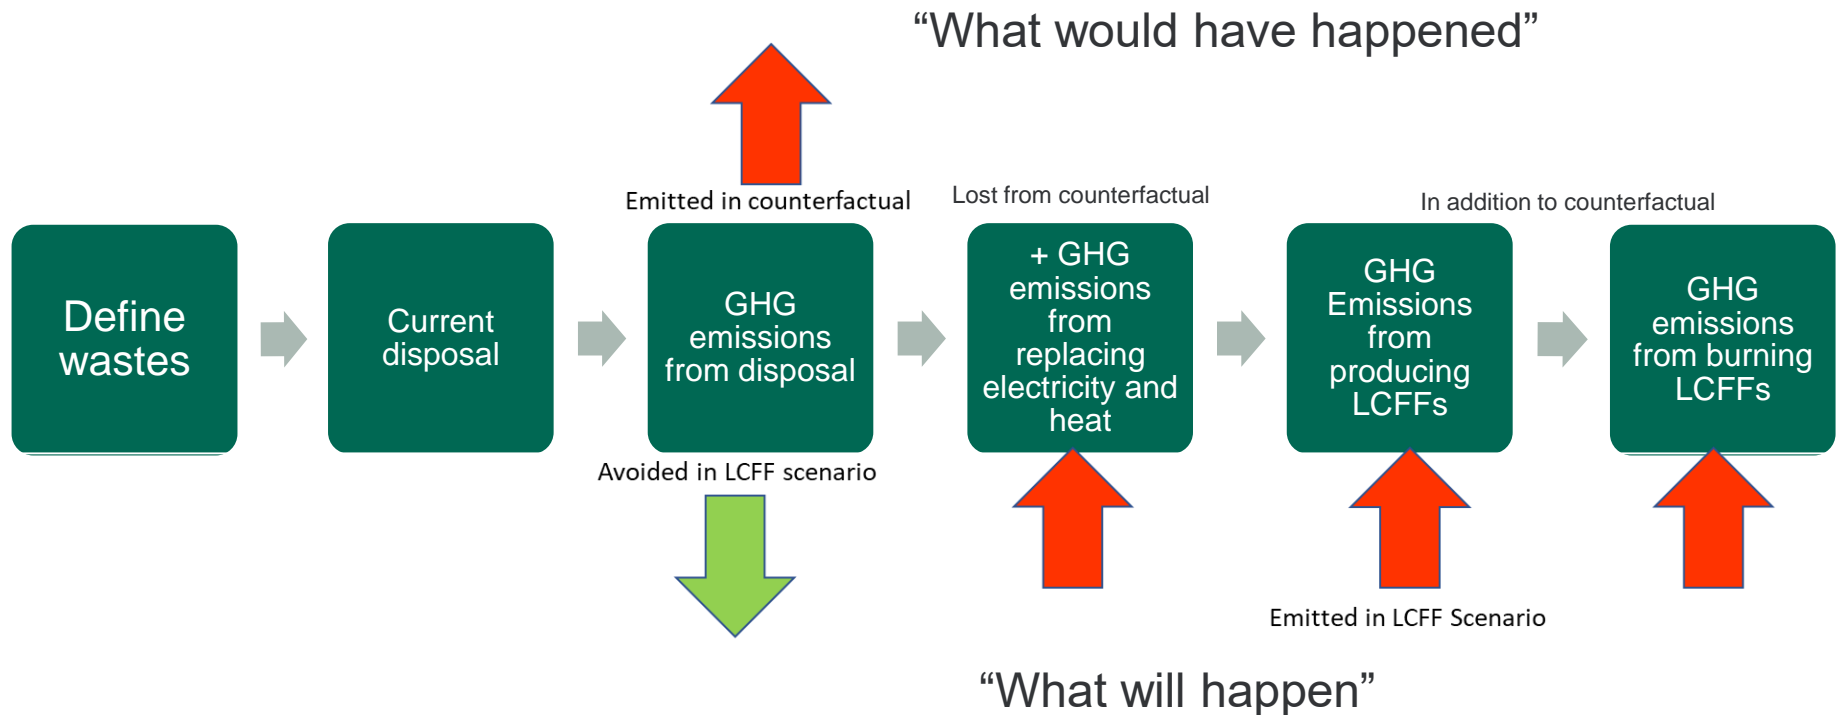 “What would have happened”
Emitted in counterfactual
Lost from counterfactual
In addition to counterfactual
Define
wastes
Current
disposal
GHG
emissions
from disposal
+ GHG
emissions
from
replacing
electricity and
heat
GHG
Emissions
from
producing
LCFFs
GHG
emissions
from burning
LCFFs
Avoided in LCFF scenario
Emitted in LCFF Scenario
“What will happen”